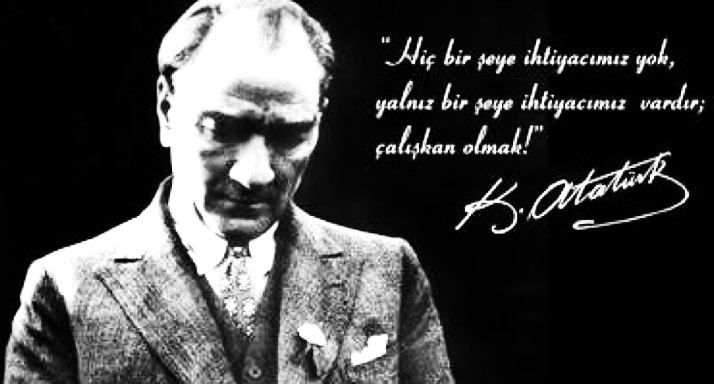 "Hiç bir şeye ihtiyacımız yok,
yalnız bir şeye ihtiyacımız vardır;
çalışkan olmak!"
K. Atatürk